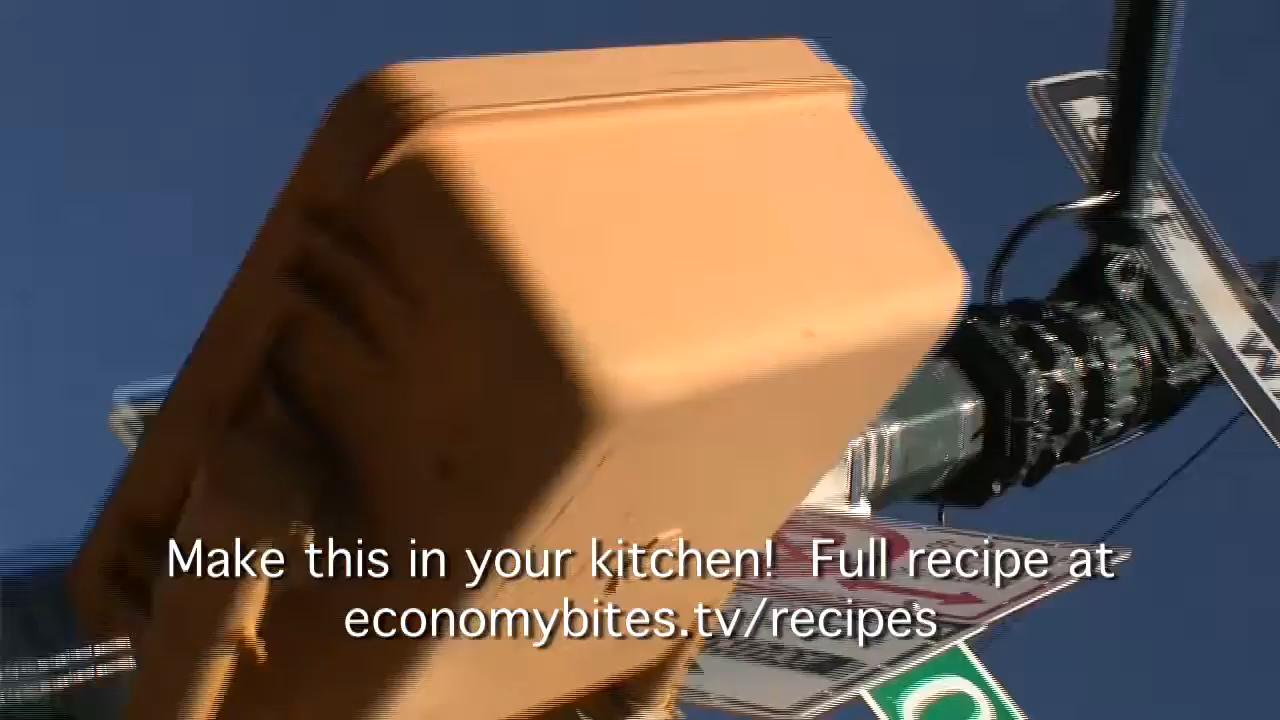 Make this in your kitchen!  Full recipe at
economybites.tv/recipes